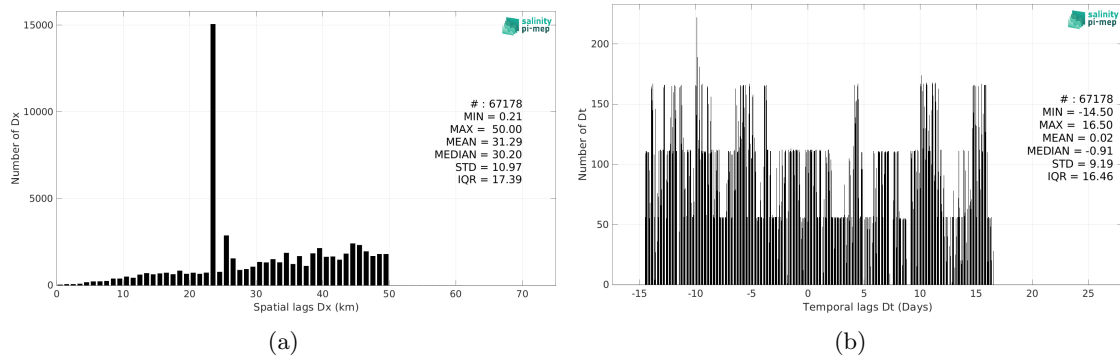 15000
10000
5000
0
0
10
20
30
40
50
60
70
Number of Dx
Spatial lags Dx (km)
salinity
pi-mep
# : 67178
MIN = 0.21
MAX = 50.00
MEAN = 31.29
MEDIAN = 30.20
STD = 10.97
IQR = 17.39
(a)
200
150
100
50
0
-15
-10
-5
0
5
10
15
20
25
Number of Dt
Temporal lags Dt (Days)
salinity
pi-mep
# : 67178
MIN = -14.50
MAX = 16.50
MEAN = 0.02
MEDIAN = -0.91
STD = 9.19
IQR = 16.46
(b)